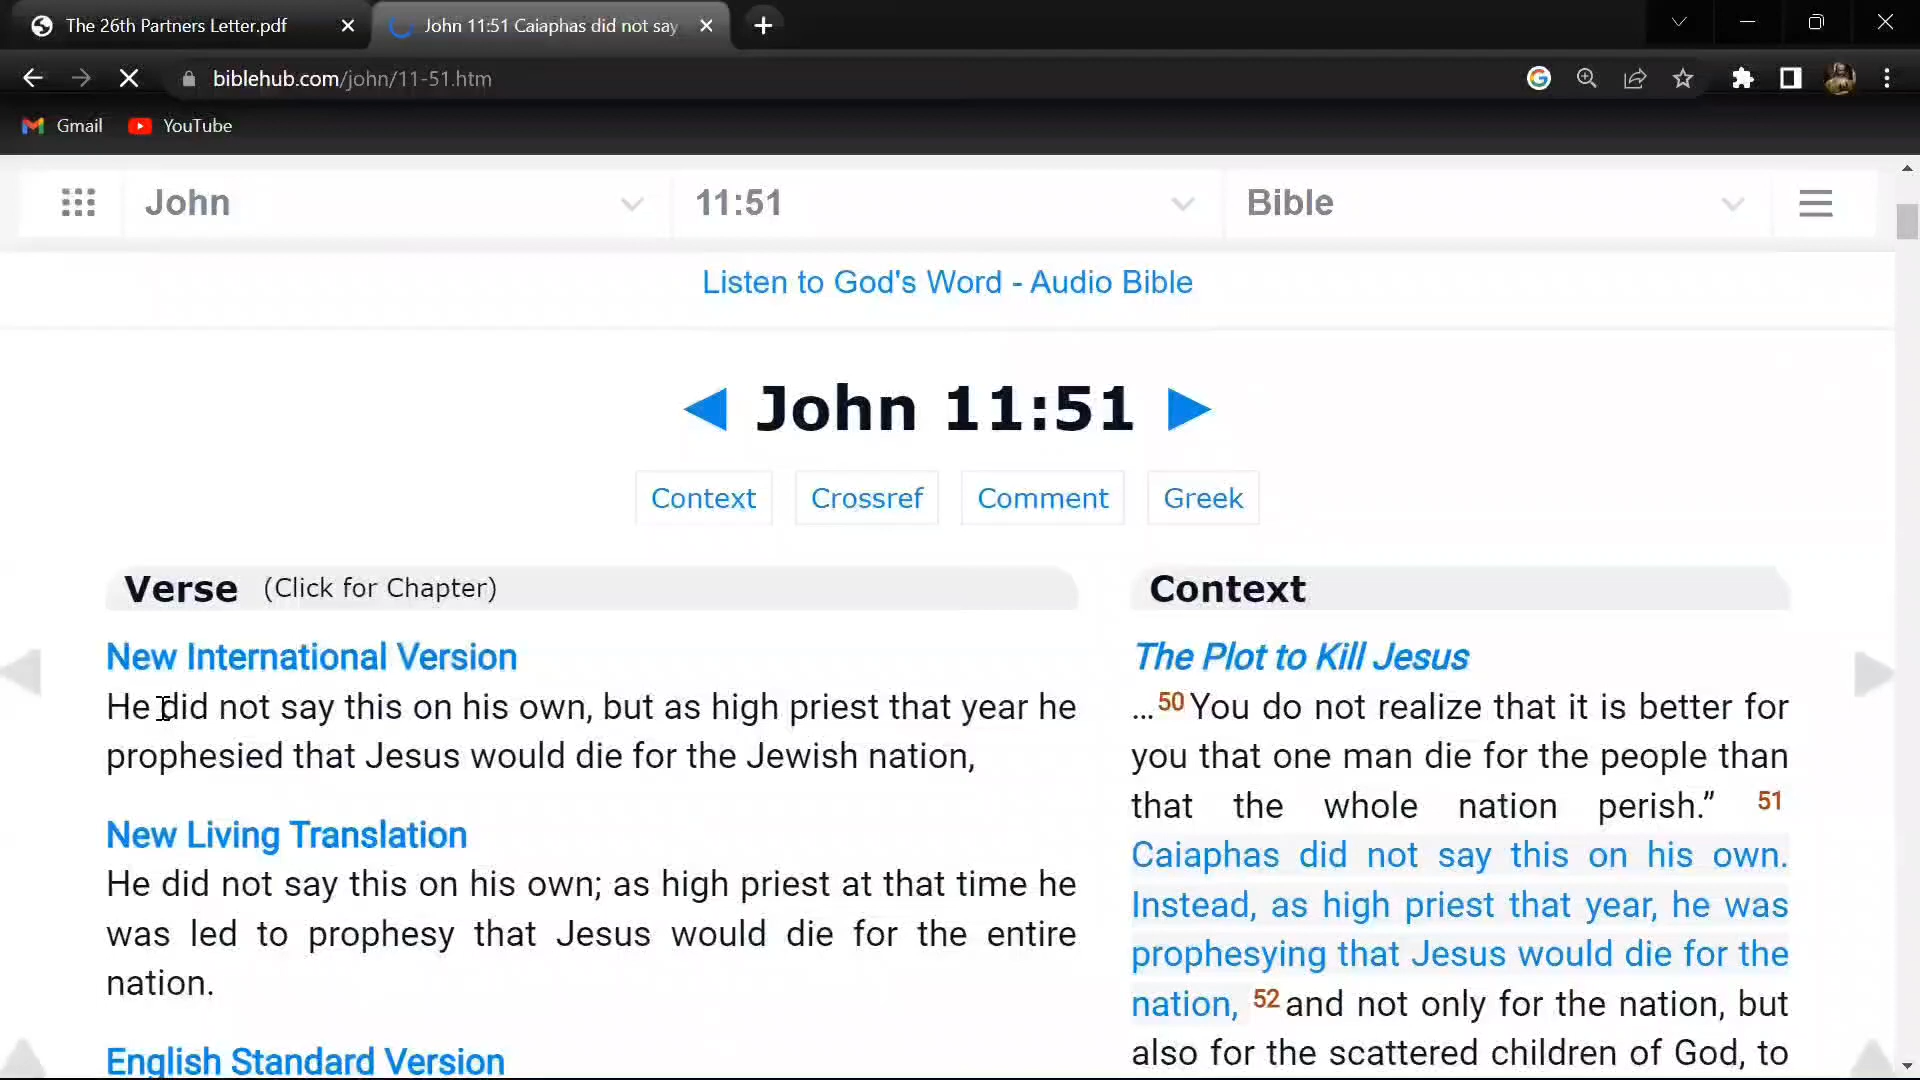 The 26th Partners Letter.pdf
John 11:51 Caiaphas did not say
biblehub.com/john/11-51.htm
Gmail
YouTube
John
11:51
Bible
Listen to God's Word - Audio Bible
John 11:51
Context
Crossref
Comment
Greek
Verse (Click for Chapter)
New International Version
He did not say this on his own, but as high priest that year he
prophesied that Jesus would die for the Jewish nation,
New Living Translation
He did not say this on his own; as high priest at that time he
was led to prophesy that Jesus would die for the entire
nation.
English Standard Version
Context
The Plot to Kill Jesus
…50You do not realize that it is better for
you that one man die for the people than
that the whole nation perish.” 51
Caiaphas did not say this on his own.
Instead, as high priest that year, he was
prophesying that Jesus would die for the
nation, 52and not only for the nation, but
also for the scattered children of God, to